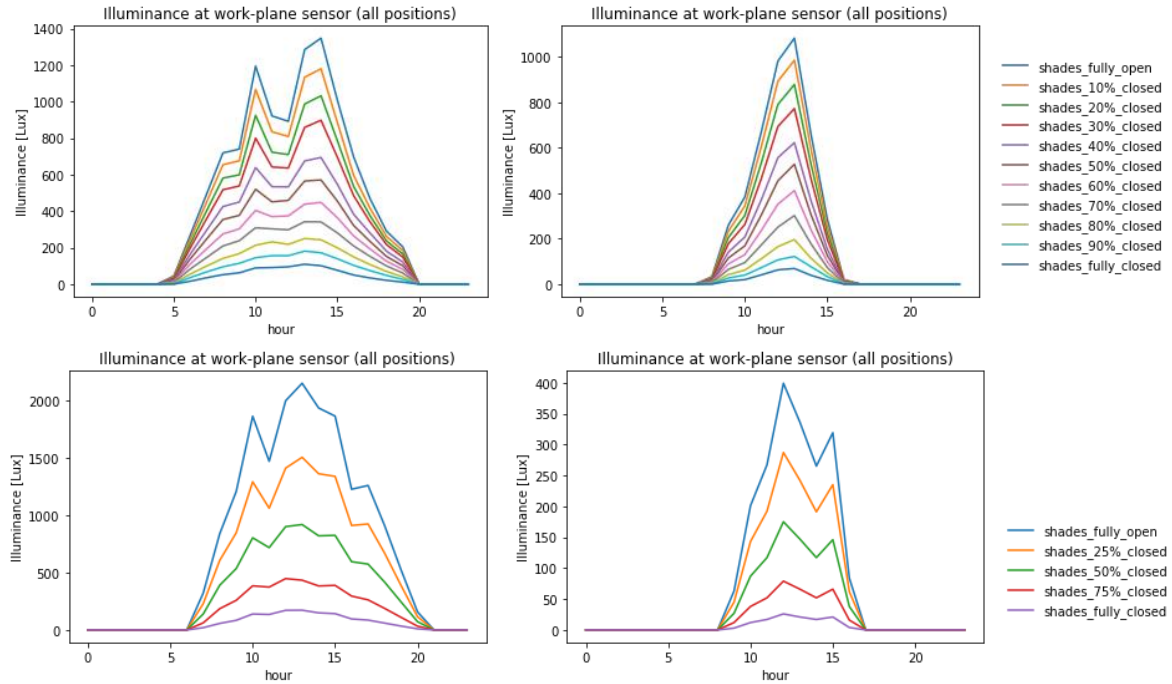 Illuminance at work-plane sensor (all positions)
1400
1200
1000
800
600
400
200
0
Illuminance [Lux]
0 5 10 15 20
hour
Illuminance at work-plane sensor (all positions)
1000
800
600
400
200
0
Illuminance [Lux]
0 5 10 15 20
hour
shades_fully_open
shades_10%_closed
shades_20%_closed
shades_30%_closed
shades_40%_closed
shades_50%_closed
shades_60%_closed
shades_70%_closed
shades_80%_closed
shades_90%_closed
shades_fully_closed
Illuminance at work-plane sensor (all positions)
2000
1500
1000
500
0
Illuminance [Lux]
0 5 10 15 20
hour
Illuminance at work-plane sensor (all positions)
400
350
300
250
200
150
100
50
0
Illuminance [Lux]
0 5 10 15 20
hour
shades_fully_open
shades_25%_closed
shades_50%_closed
shades_75%_closed
shades_fully_closed